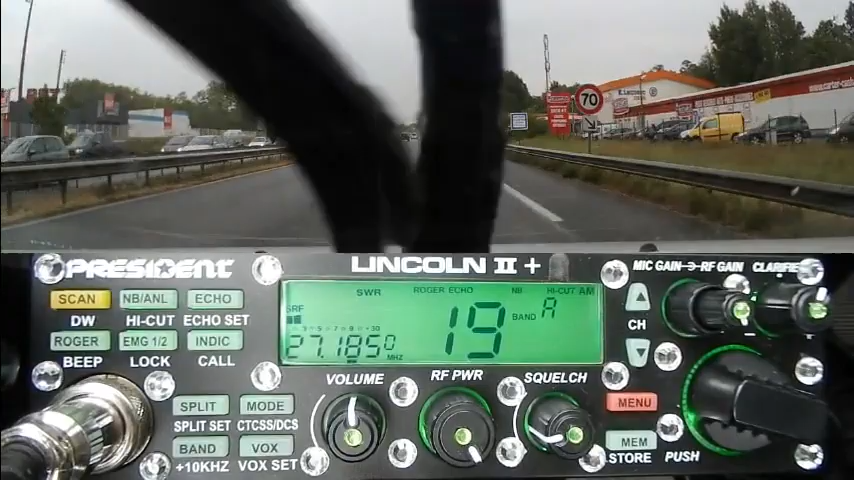 70
PRESIDENT
LINCOLN II +
MIC GAIN RF GAIN
CLARIFIER
SCAN
NB/ANL
ECHO
DW
HI-CUT
ECHO SET
ROGER
EMG 1/2
INDIC
BEEP
LOCK
CALL
SWR
ROGER ECHO
NB
HI-CUT AM
SRF
27.1850 MHZ
19
BAND A
CH
VOLUME
RF PWR
SQUELCH
MENU
SPLIT
MODE
SPLIT SET
CTCSS/DCS
BAND
VOX
+10KHZ
VOX SET
MEM
STORE
PUSH